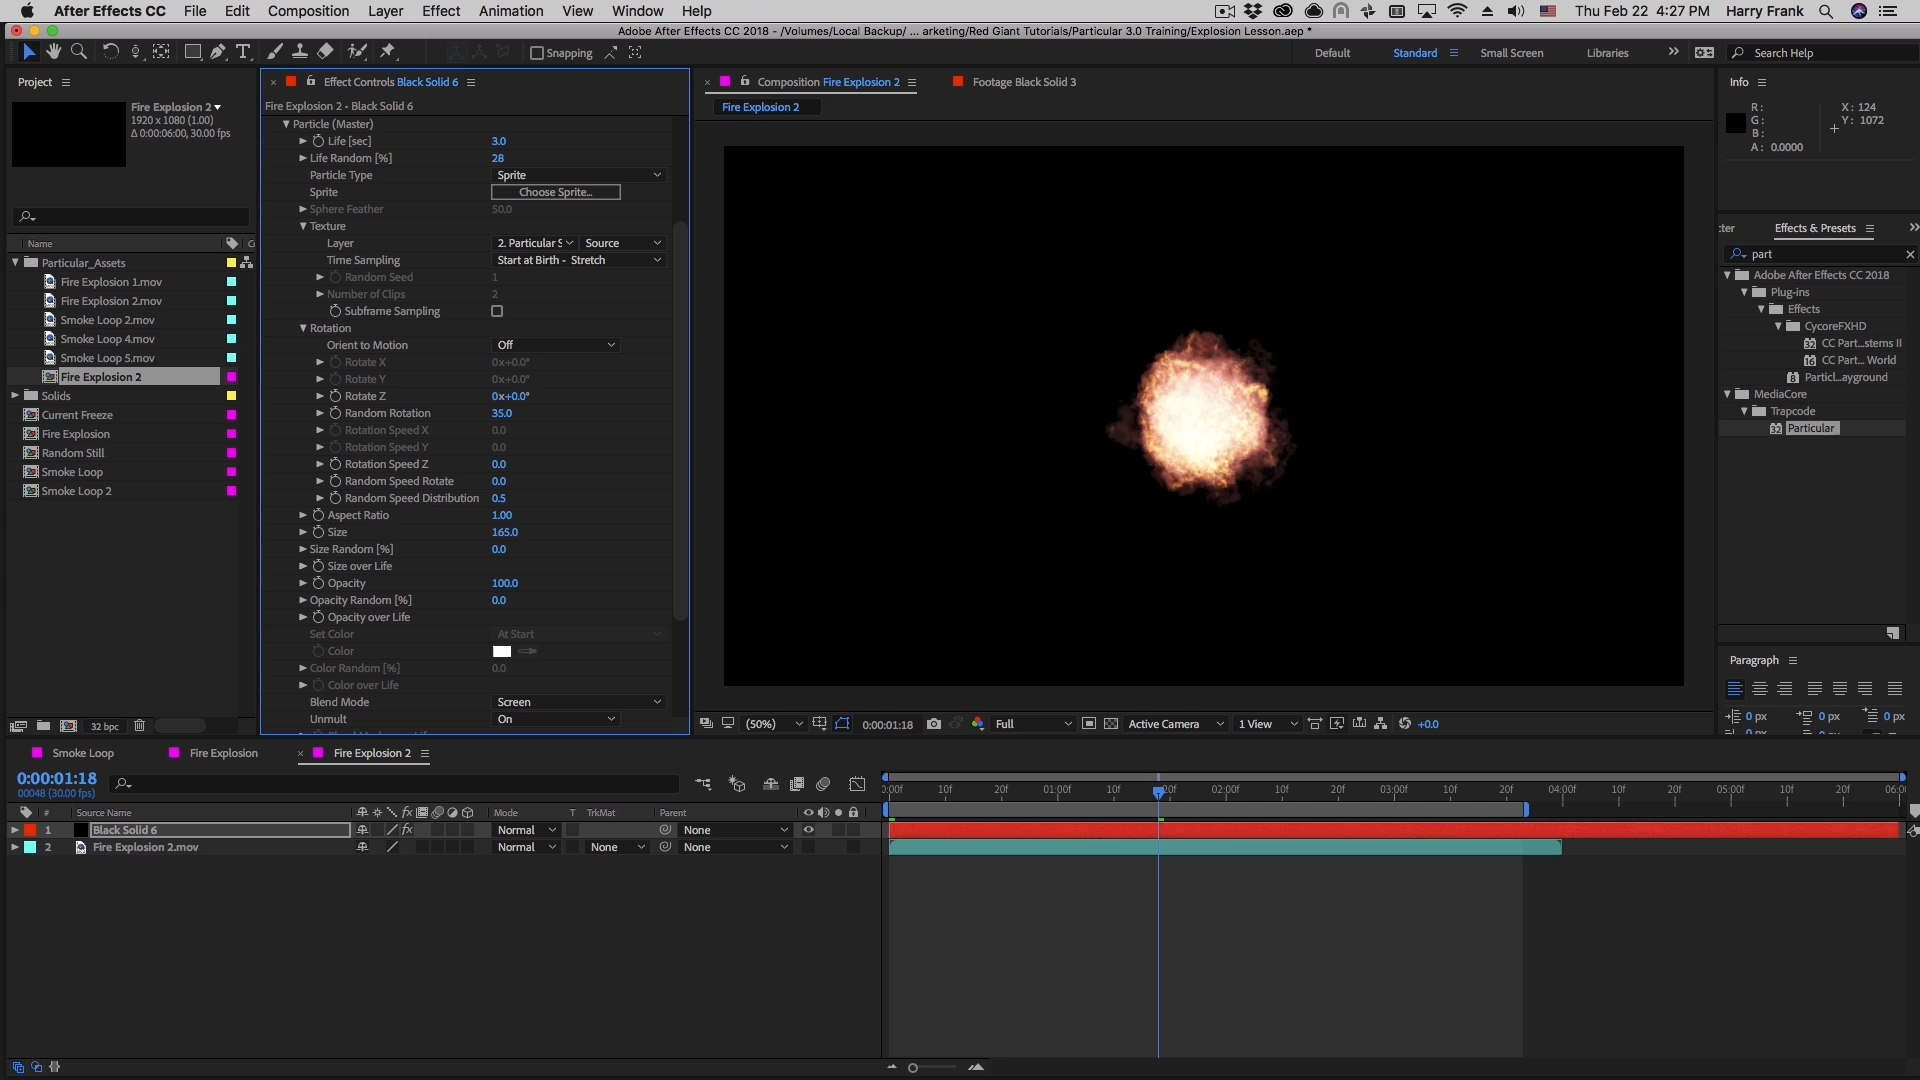 After Effects CC File Edit Composition Layer Effect Animation View Window Help Thu Feb 22 4:27 PM Harry Frank
Adobe After Effects CC 2018 - /Volumes/Local Backup/ ... arketing/Red Giant Tutorials/Particular 3.0 Training/Explosion Lesson.aep *
Snapping Default Standard Small Screen Libraries Search Help
Project
Fire Explosion 2
1920 x 1080 (1.00)
Δ 0:00:06:00, 30.00 fps
Name
Particular_Assets
Fire Explosion 1.mov
Fire Explosion 2.mov
Smoke Loop 2.mov
Smoke Loop 4.mov
Smoke Loop 5.mov
Fire Explosion 2
Solids
Current Freeze
Fire Explosion
Random Still
Smoke Loop
Smoke Loop 2
32 bpc
Effect Controls Black Solid 6
Fire Explosion 2 • Black Solid 6
Particle (Master)
Life [sec] 3.0
Life Random [%] 28
Particle Type Sprite
Sprite Choose Sprite...
Sphere Feather 50.0
Texture
Layer 2. Particular S Source
Time Sampling Start at Birth - Stretch
Random Seed 1
Number of Clips 2
Subframe Sampling
Rotation
Orient to Motion Off
Rotate X 0x+0.0°
Rotate Y 0x+0.0°
Rotate Z 0x+0.0°
Random Rotation 35.0
Rotation Speed X 0.0
Rotation Speed Y 0.0
Rotation Speed Z 0.0
Random Speed Rotate 0.0
Random Speed Distribution 0.5
Aspect Ratio 1.00
Size 165.0
Size Random [%] 0.0
Size over Life
Opacity 100.0
Opacity Random [%] 0.0
Opacity over Life
Set Color At Start
Color
Color Random [%] 0.0
Color over Life
Blend Mode Screen
Unmult On
Composition Fire Explosion 2 Footage Black Solid 3
Fire Explosion 2
(50%) 0:00:01:18 Full Active Camera 1 View +0.0
Info
R:
G:
B:
A: 0.0000
X: 124
Y: 1072
cter Effects & Presets
part
Adobe After Effects CC 2018
Plug-ins
Effects
CycoreFXHD
CC Part...stems II
CC Part... World
Particl...ayground
MediaCore
Trapcode
Particular
Paragraph
0 px 0 px 0 px
Smoke Loop Fire Explosion Fire Explosion 2
0:00:01:18
00048 (30.00 fps)
:00f 10f 20f 01:00f 10f 20f 02:00f 10f 20f 03:00f 10f 20f 04:00f 10f 20f 05:00f 10f 20f 06:0
# Source Name Mode T TrkMat Parent
1 Black Solid 6 Normal None
2 Fire Explosion 2.mov Normal None None